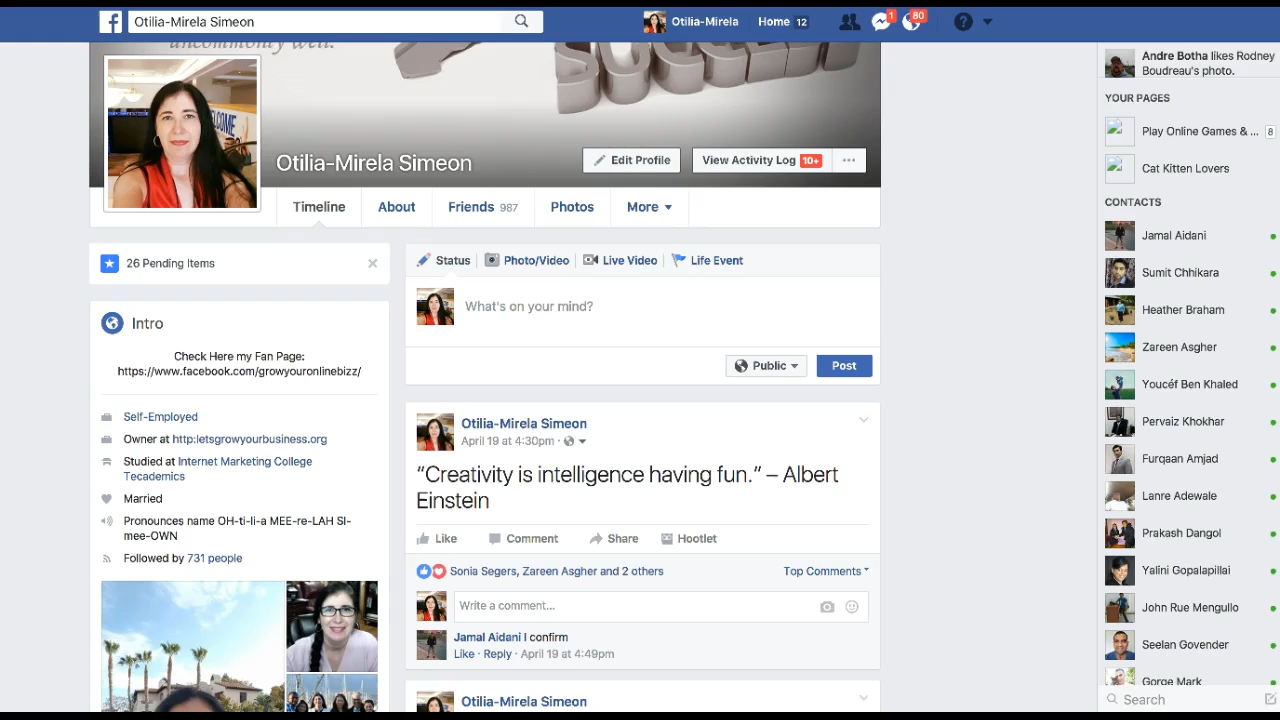 Otilia-Mirela Simeon
Otilia-Mirela
Home 12
1
80
uncommonly well.
Otilia-Mirela Simeon
Edit Profile
View Activity Log 10+
Timeline
About
Friends 987
Photos
More
26 Pending Items
Intro
Check Here my Fan Page:
https://www.facebook.com/growyouronlinebizz/
Self-Employed
Owner at http:letsgrowyourbusiness.org
Studied at Internet Marketing College
Tecademics
Married
Pronounces name OH-ti-li-a MEE-re-LAH SI-
mee-OWN
Followed by 731 people
Status
Photo/Video
Live Video
Life Event
What's on your mind?
Public
Post
Otilia-Mirela Simeon
April 19 at 4:30pm ·
“Creativity is intelligence having fun.” – Albert
Einstein
Like
Comment
Share
Hootlet
Sonia Segers, Zareen Asgher and 2 others
Top Comments
Write a comment...
Jamal Aidani I confirm
Like · Reply · April 19 at 4:49pm
Otilia-Mirela Simeon
Andre Botha likes Rodney
Boudreau's photo.
YOUR PAGES
Play Online Games & ... 8
Cat Kitten Lovers
CONTACTS
Jamal Aidani
Sumit Chhikara
Heather Braham
Zareen Asgher
Youcéf Ben Khaled
Pervaiz Khokhar
Furqaan Amjad
Lanre Adewale
Prakash Dangol
Yalini Gopalapillai
John Rue Mengullo
Seelan Govender
Gorge Mark
Search